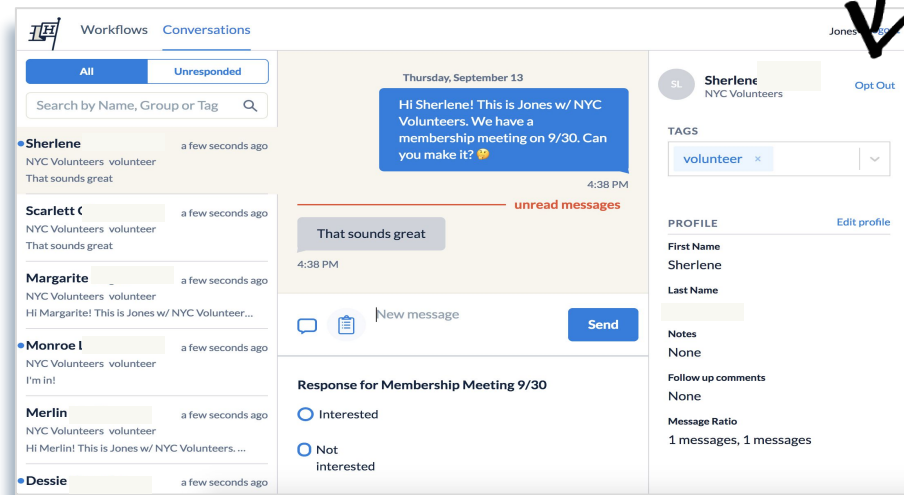 Workflows Conversations
Jones
All Unresponded
Search by Name, Group or Tag
Sherlene a few seconds ago
NYC Volunteers volunteer
That sounds great
Scarlett a few seconds ago
NYC Volunteers volunteer
That sounds great
Margarite a few seconds ago
NYC Volunteers volunteer
Hi Margarite! This is Jones w/ NYC Volunteer...
Monroe a few seconds ago
NYC Volunteers volunteer
I'm in!
Merlin a few seconds ago
NYC Volunteers volunteer
Hi Merlin! This is Jones w/ NYC Volunteers. ...
Dessie a few seconds ago
Thursday, September 13
Hi Sherlene! This is Jones w/ NYC
Volunteers. We have a
membership meeting on 9/30. Can
you make it? 🤔
4:38 PM
unread messages
That sounds great
4:38 PM
New message
Send
Response for Membership Meeting 9/30
Interested
Not
interested
SL
Sherlene
NYC Volunteers
Opt Out
TAGS
volunteer ×
PROFILE Edit profile
First Name
Sherlene
Last Name
Notes
None
Follow up comments
None
Message Ratio
1 messages, 1 messages